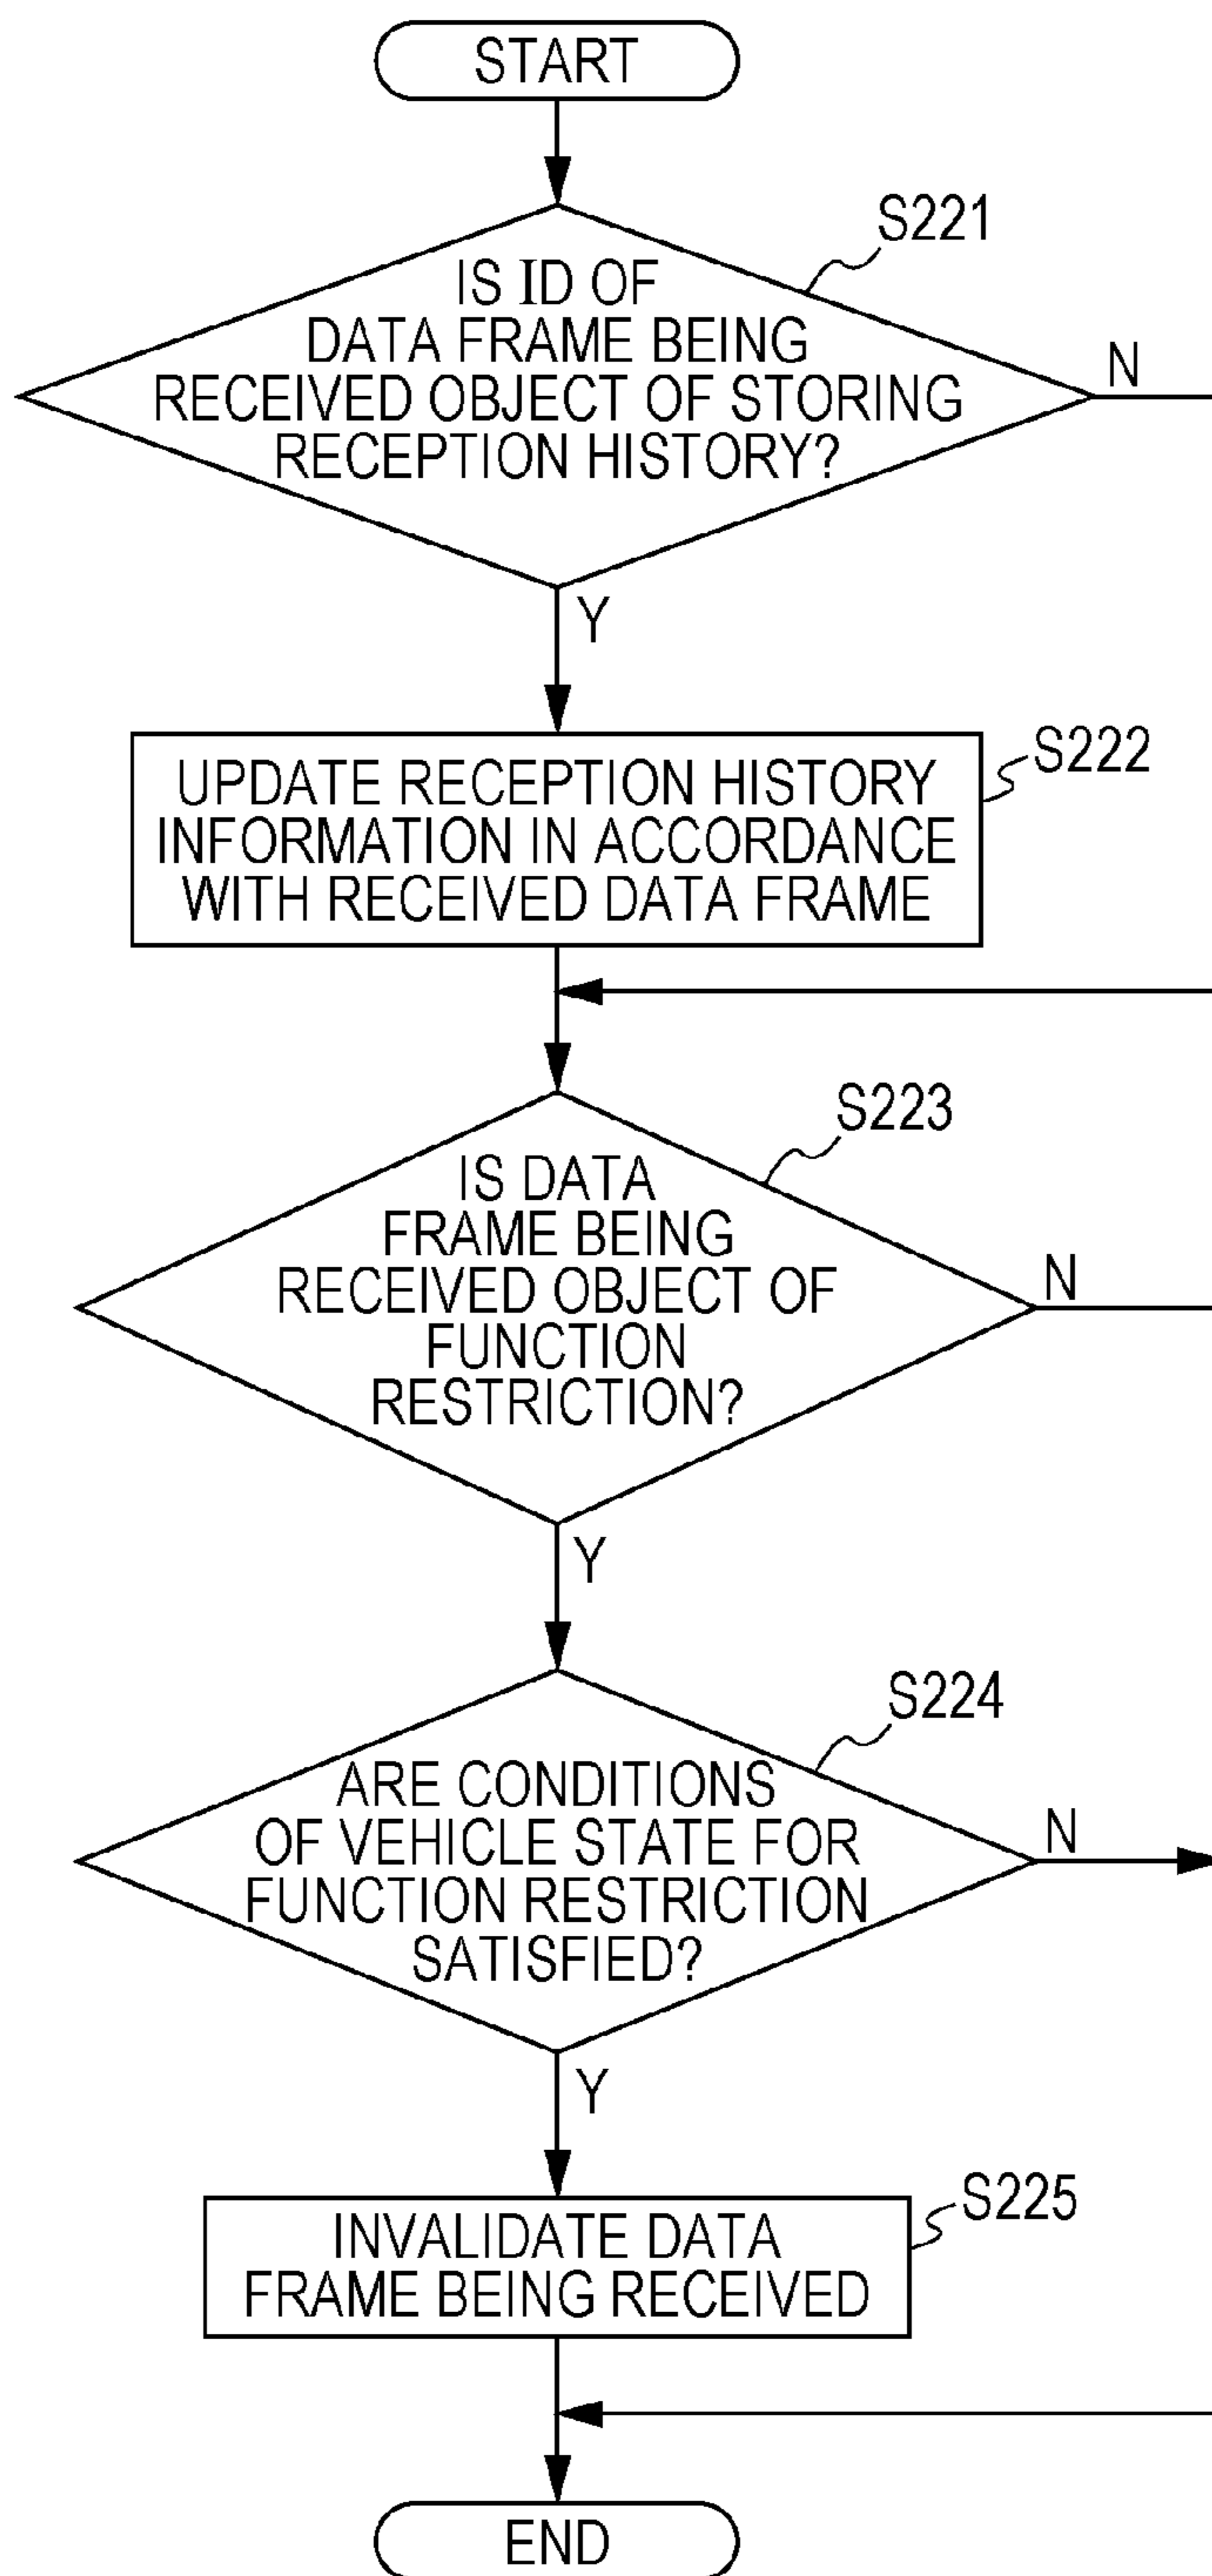 START
S221
IS ID OF
DATA FRAME BEING
RECEIVED OBJECT OF STORING
RECEPTION HISTORY?
N
Y
S222
UPDATE RECEPTION HISTORY
INFORMATION IN ACCORDANCE
WITH RECEIVED DATA FRAME
S223
IS DATA
FRAME BEING
RECEIVED OBJECT OF
FUNCTION
RESTRICTION?
N
Y
S224
ARE CONDITIONS
OF VEHICLE STATE FOR
FUNCTION RESTRICTION
SATISFIED?
N
Y
S225
INVALIDATE DATA
FRAME BEING RECEIVED
END